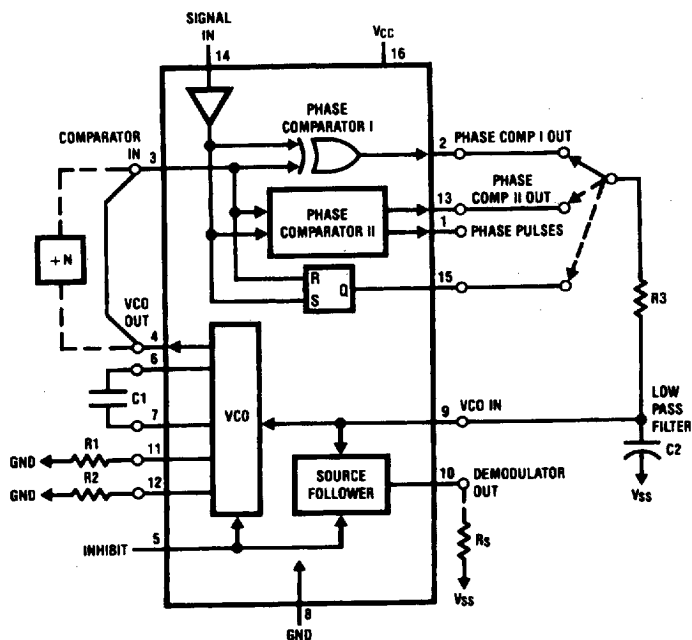 SIGNAL
IN
14
VCC
16
PHASE
COMPARATOR I
COMPARATOR
IN
3
2
PHASE COMP I OUT
PHASE
COMPARATOR II
13
PHASE
COMP II OUT
1
PHASE PULSES
+N
R
S
Q
15
R3
VCO
OUT
4
6
C1
7
VCO
9
VCO IN
LOW
PASS
FILTER
C2
VSS
GND
R1
11
GND
R2
12
SOURCE
FOLLOWER
10
DEMODULATOR
OUT
INHIBIT
5
RS
VSS
8
GND